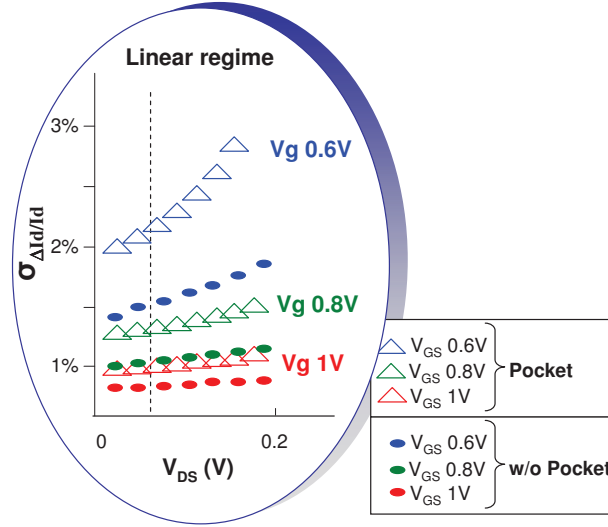 Linear regime
3%
2%
1%
σΔId/Id
Vg 0.6V
Vg 0.8V
Vg 1V
0
0.2
VDS (V)
VGS 0.6V
VGS 0.8V
VGS 1V
Pocket
VGS 0.6V
VGS 0.8V
VGS 1V
w/o Pocket